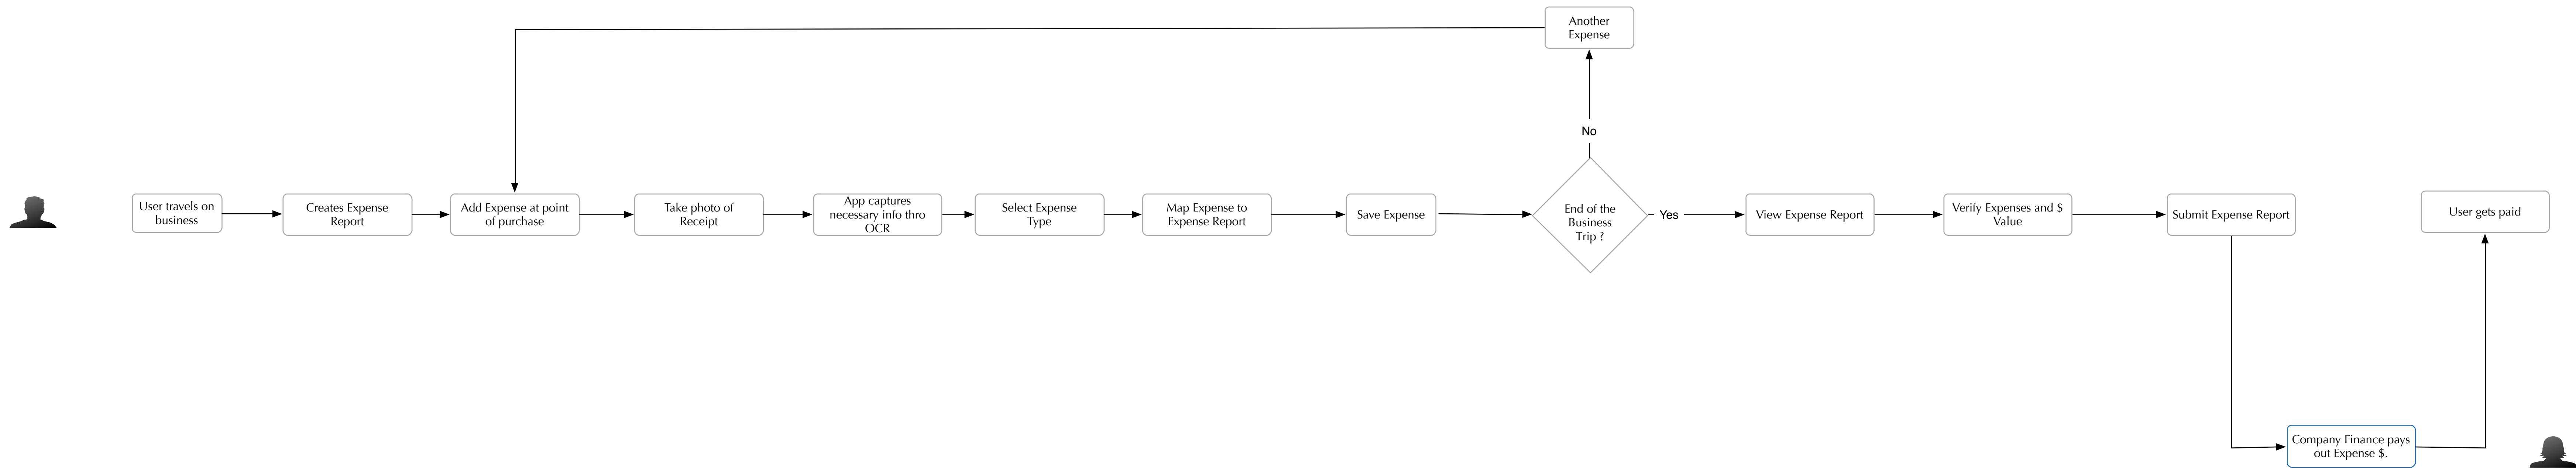 Another
Expense
No
User travels on
business
Creates Expense
Report
Add Expense at point
of purchase
Take photo of
Receipt
App captures
necessary info thro
OCR
Select Expense
Type
Map Expense to
Expense Report
Save Expense
End of the
Business
Trip ?
Yes
View Expense Report
Verify Expenses and $
Value
Submit Expense Report
User gets paid
Company Finance pays
out Expense $.